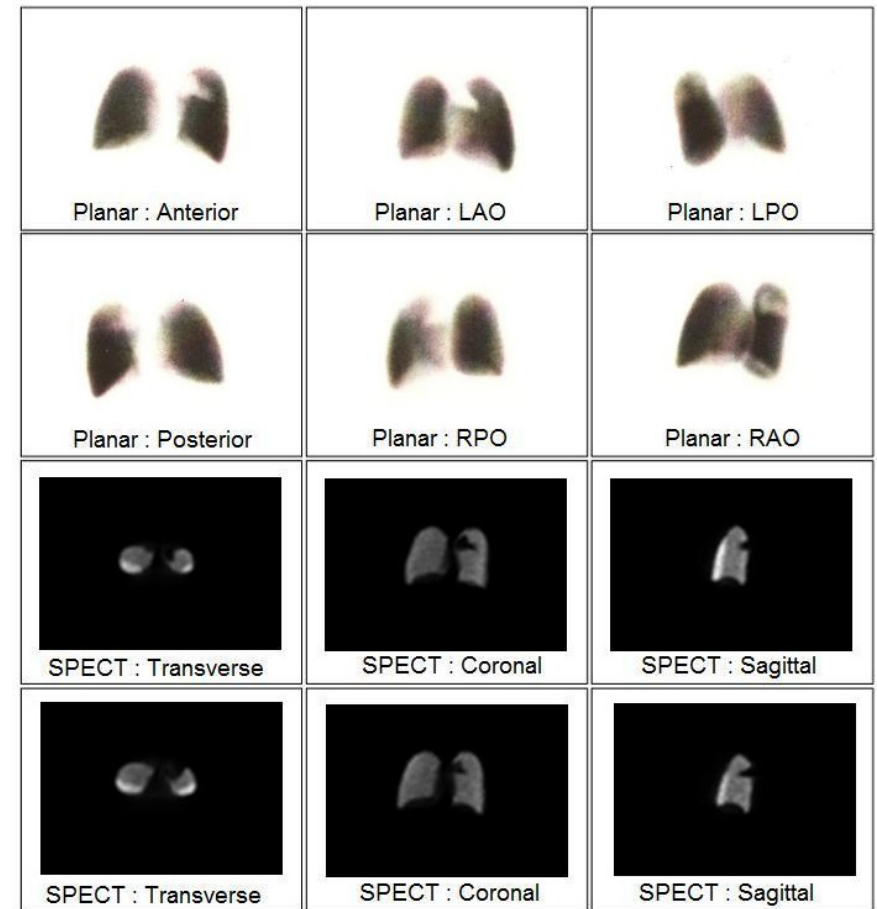 Planar : Anterior
Planar : LAO
Planar : LPO
Planar : Posterior
Planar : RPO
Planar : RAO
SPECT : Transverse
SPECT : Coronal
SPECT : Sagittal
SPECT : Transverse
SPECT : Coronal
SPECT : Sagittal